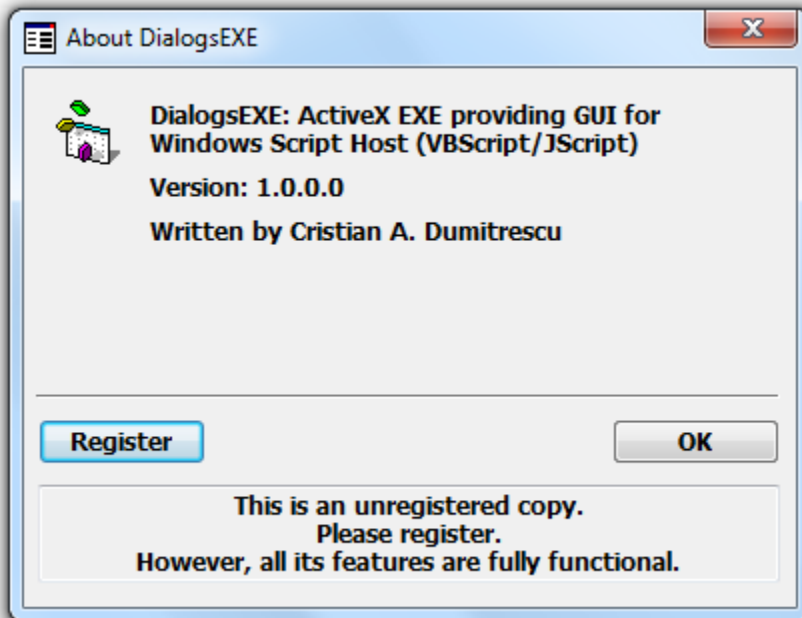 About DialogsEXE
DialogsEXE: ActiveX EXE providing GUI for
Windows Script Host (VBScript/JScript)
Version: 1.0.0.0
Written by Cristian A. Dumitrescu
Register
OK
This is an unregistered copy.
Please register.
However, all its features are fully functional.